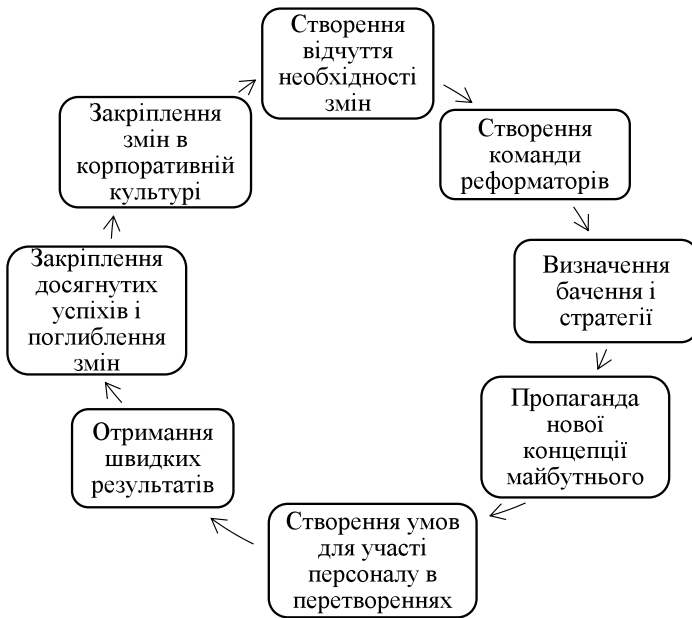 Створення
відчуття
необхідності
змін
Створення
команди
реформаторів
Визначення
бачення і
стратегії
Пропаганда
нової
концепції
майбутнього
Створення умов
для участі
персоналу в
перетвореннях
Отримання
швидких
результатів
Закріплення
досягнутих
успіхів і
поглиблення
змін
Закріплення
змін в
корпоративній
культурі